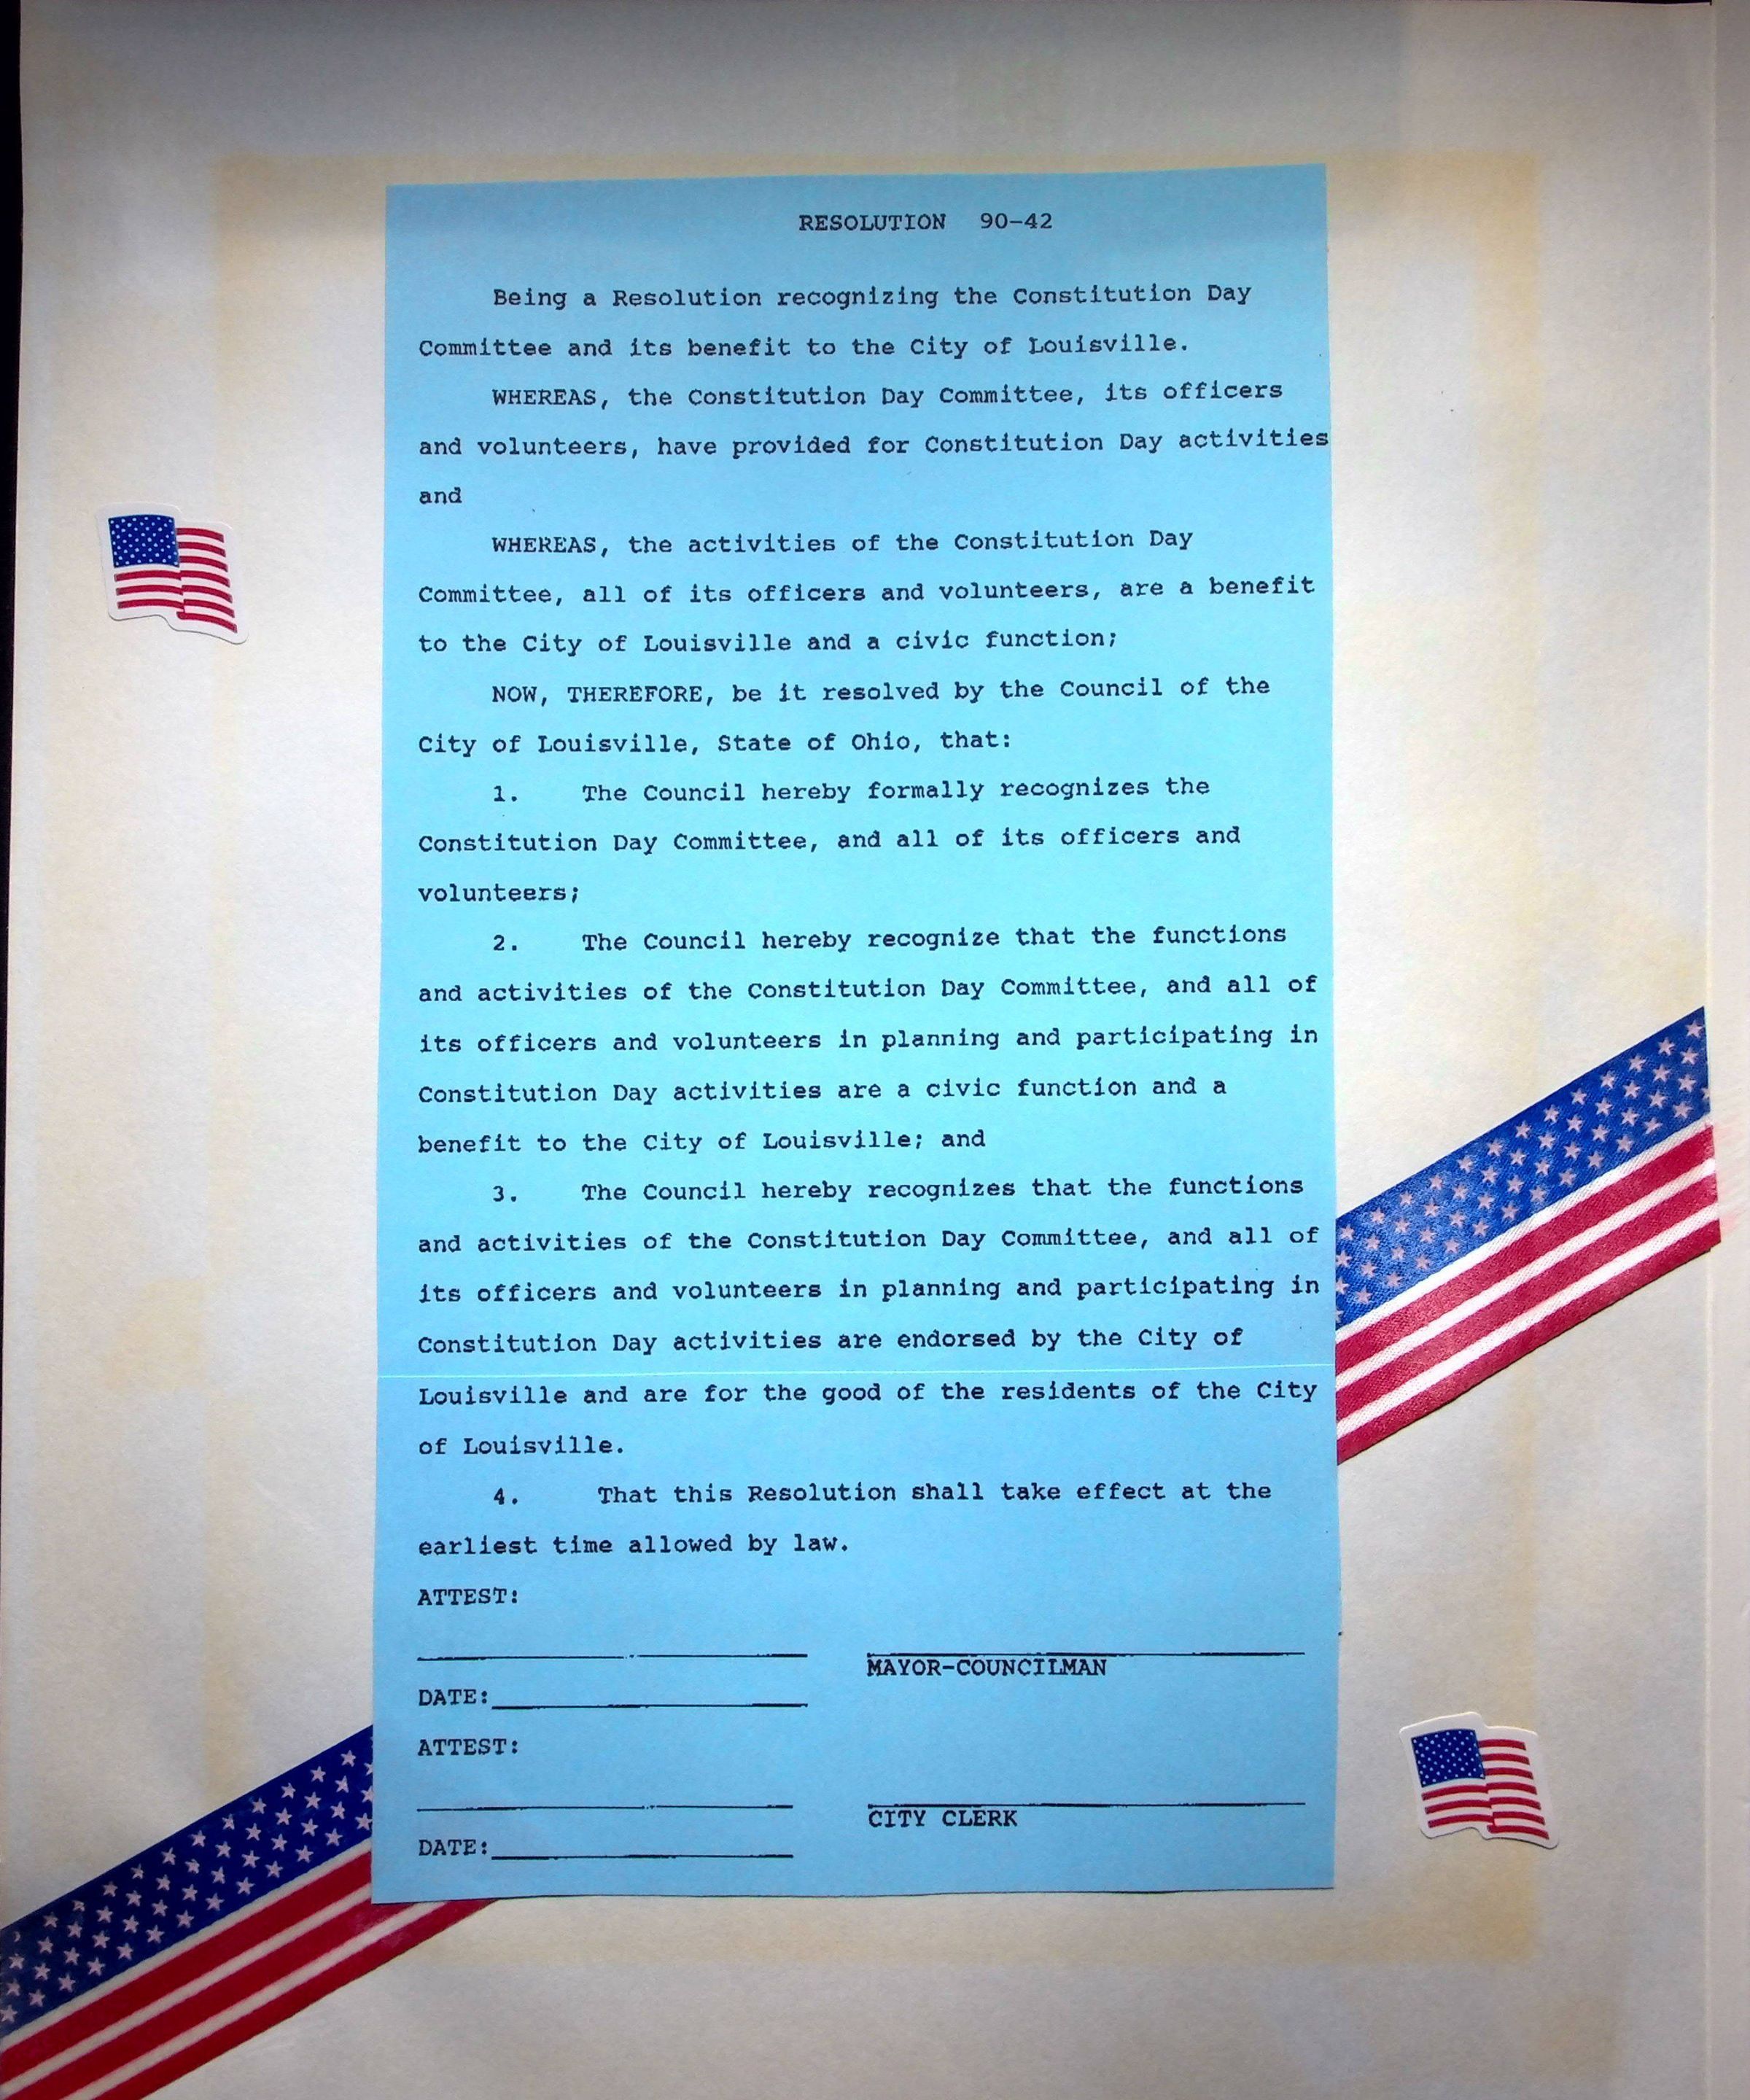 RESOLUTION 90-42
Being a Resolution recognizing the Constitution Day
Committee and its benefit to the City of Louisville.
WHEREAS, the Constitution Day Committee, its officers
and volunteers, have provided for Constitution Day activities
and
WHEREAS, the activities of the Constitution Day
Committee, all of its officers and volunteers, are a benefit
to the City of Louisville and a civic function;
NOW, THEREFORE, be it resolved by the Council of the
City of Louisville, State of Ohio, that:
1. The Council hereby formally recognizes the
Constitution Day Committee, and all of its officers and
volunteers;
2. The Council hereby recognize that the functions
and activities of the Constitution Day Committee, and all of
its officers and volunteers in planning and participating in
Constitution Day activities are a civic function and a
benefit to the City of Louisville; and
3. The Council hereby recognizes that the functions
and activities of the Constitution Day Committee, and all of
its officers and volunteers in planning and participating in
Constitution Day activities are endorsed by the City of
Louisville and are for the good of the residents of the City
of Louisville.
4. That this Resolution shall take effect at the
earliest time allowed by law.
ATTEST:
MAYOR-COUNCILMAN
DATE:
ATTEST:
CITY CLERK
DATE: